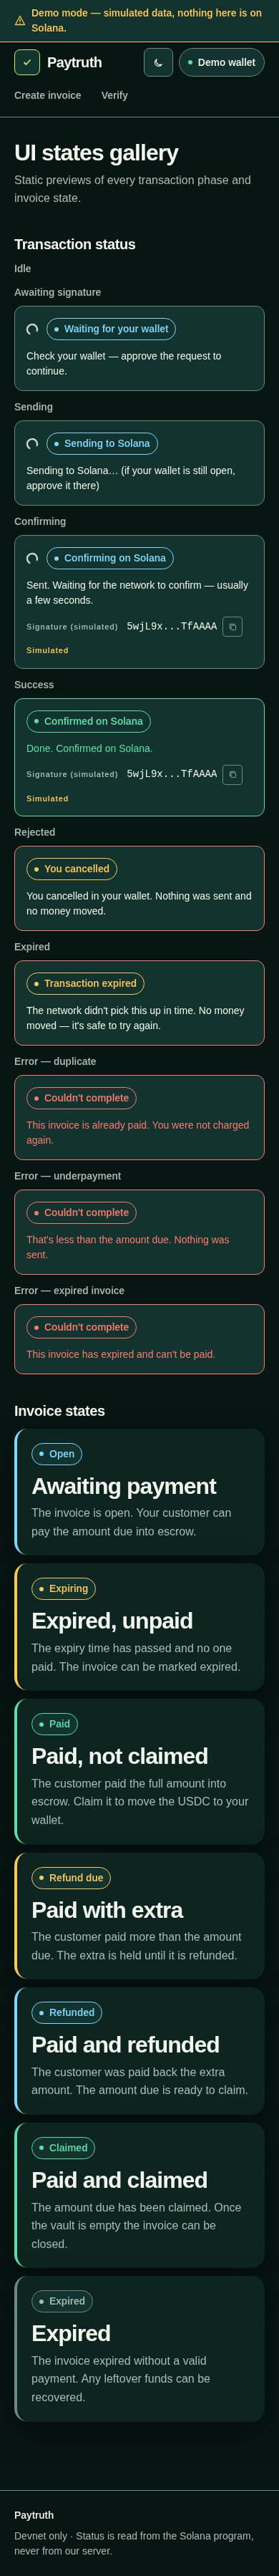 Demo mode — simulated data, nothing here is on
Solana.
Paytruth
Demo wallet
Create invoice
Verify
UI states gallery
Static previews of every transaction phase and
invoice state.
Transaction status
Idle
Awaiting signature
Waiting for your wallet
Check your wallet — approve the request to
continue.
Sending
Sending to Solana
Sending to Solana… (if your wallet is still open,
approve it there)
Confirming
Confirming on Solana
Sent. Waiting for the network to confirm — usually
a few seconds.
Signature (simulated) 5wjL9x...TfAAAA
Simulated
Success
Confirmed on Solana
Done. Confirmed on Solana.
Signature (simulated) 5wjL9x...TfAAAA
Simulated
Rejected
You cancelled
You cancelled in your wallet. Nothing was sent and
no money moved.
Expired
Transaction expired
The network didn't pick this up in time. No money
moved — it's safe to try again.
Error — duplicate
Couldn't complete
This invoice is already paid. You were not charged
again.
Error — underpayment
Couldn't complete
That's less than the amount due. Nothing was
sent.
Error — expired invoice
Couldn't complete
This invoice has expired and can't be paid.
Invoice states
Open
Awaiting payment
The invoice is open. Your customer can
pay the amount due into escrow.
Expiring
Expired, unpaid
The expiry time has passed and no one
paid. The invoice can be marked expired.
Paid
Paid, not claimed
The customer paid the full amount into
escrow. Claim it to move the USDC to your
wallet.
Refund due
Paid with extra
The customer paid more than the amount
due. The extra is held until it is refunded.
Refunded
Paid and refunded
The customer was paid back the extra
amount. The amount due is ready to claim.
Claimed
Paid and claimed
The amount due has been claimed. Once
the vault is empty the invoice can be
closed.
Expired
Expired
The invoice expired without a valid
payment. Any leftover funds can be
recovered.
Paytruth
Devnet only · Status is read from the Solana program,
never from our server.